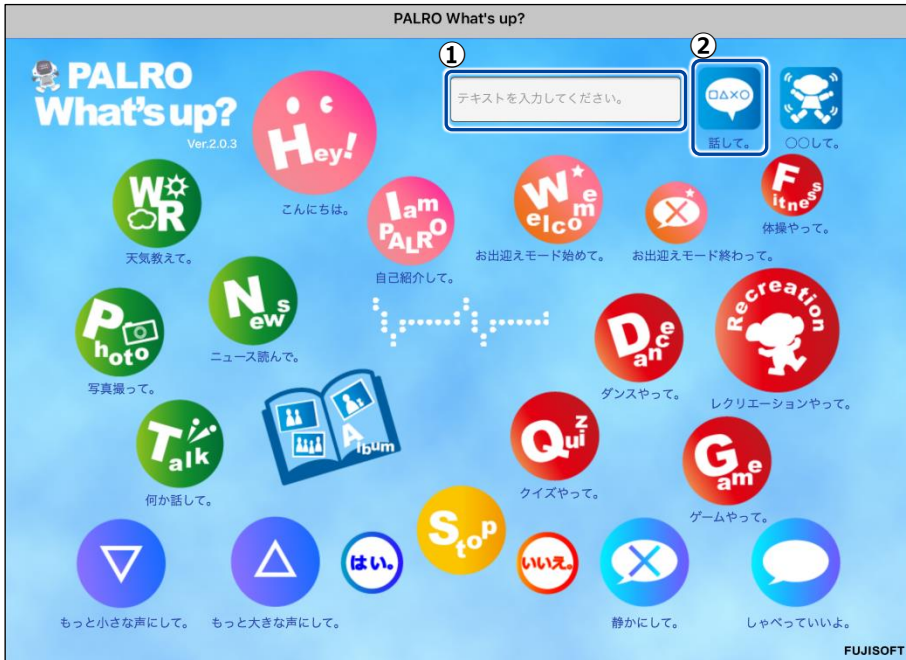 PALRO What's up?
① ②
PALRO
What's up?
Ver.2.0.3
Hey!
こんにちは。
テキストを入力してください。
□△×○
話して。
○○して。
WR
天気教えて。
I am PALRO
自己紹介して。
Welcome
お出迎えモード始めて。
お出迎えモード終わって。
Fitness
体操やって。
Photo
写真撮って。
News
ニュース読んで。
Dance
ダンスやって。
Recreation
レクリエーションやって。
Talk
何か話して。
Album
Quiz
クイズやって。
Game
ゲームやって。
もっと小さな声にして。
もっと大きな声にして。
はい。
Stop
いいえ。
静かにして。
しゃべっていいよ。
FUJISOFT